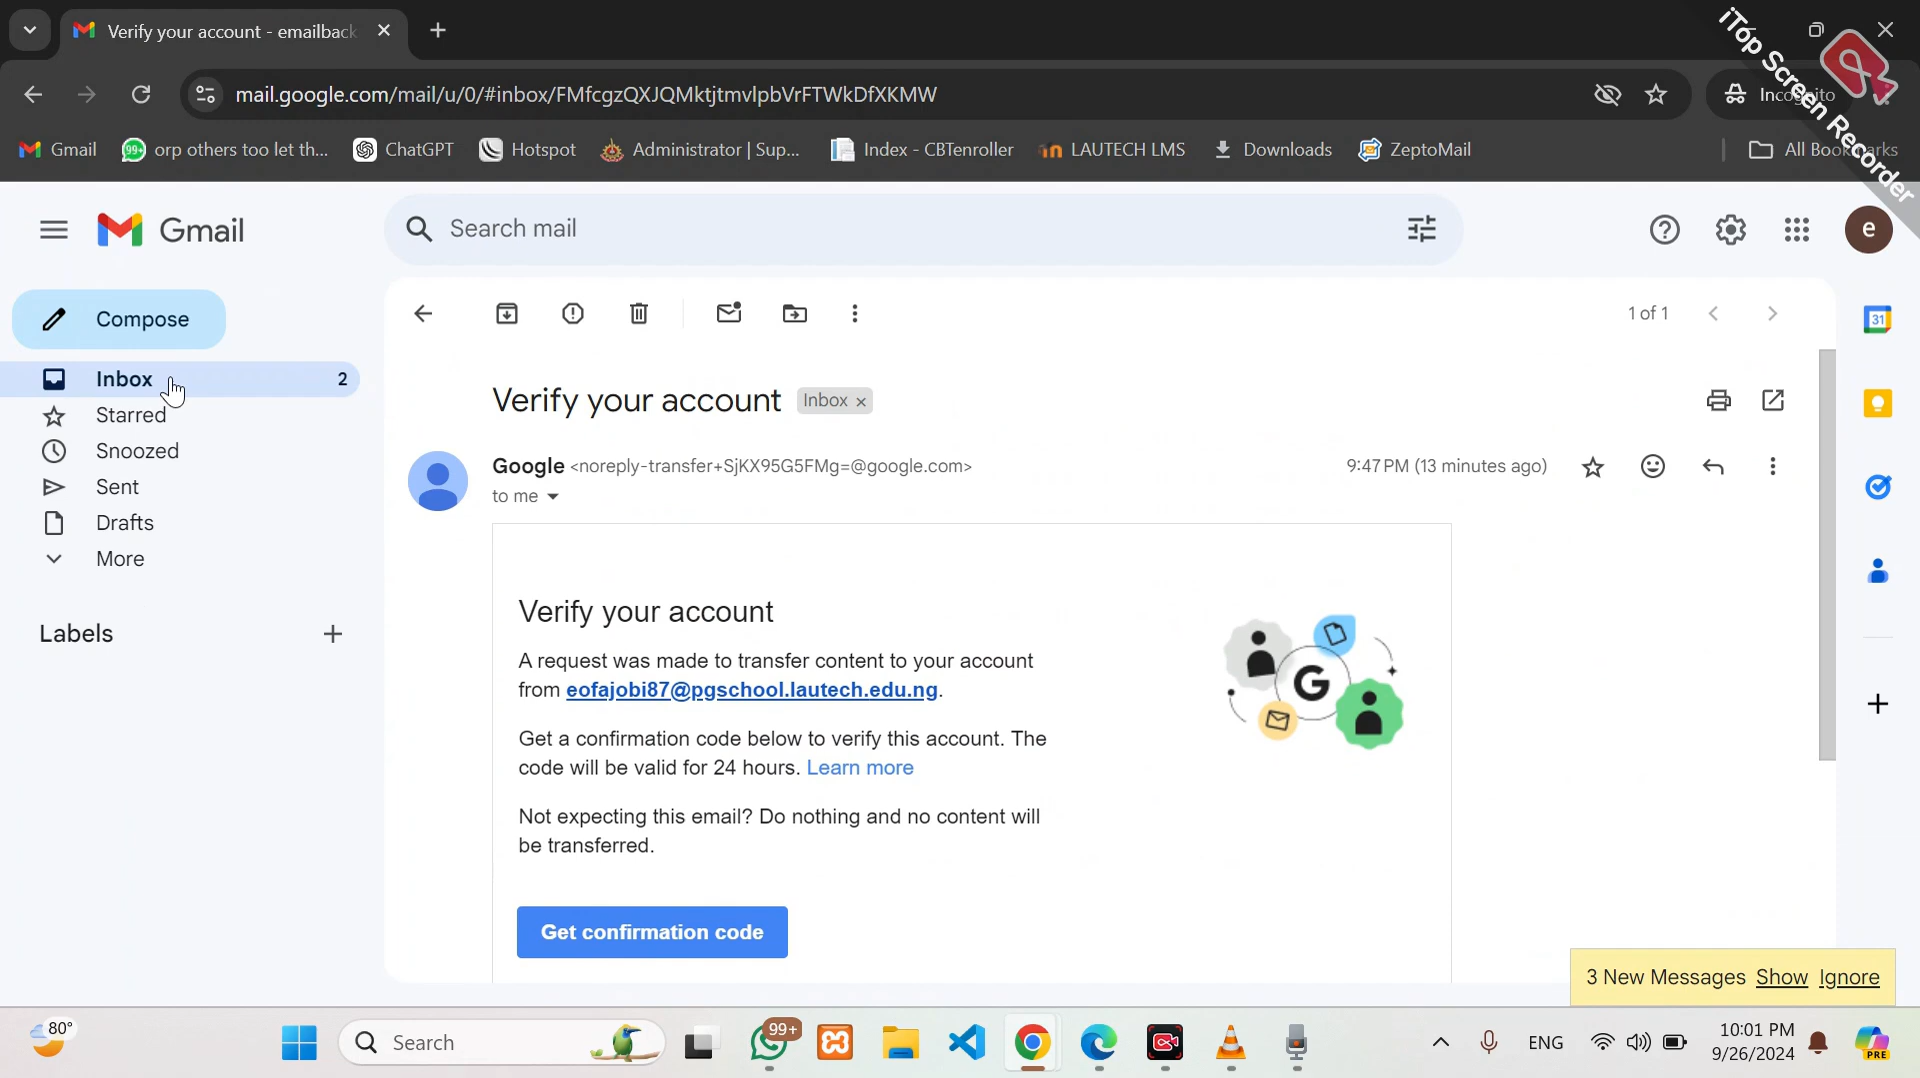 Verify your account - emailback
mail.google.com/mail/u/0/#inbox/FMfcgzQXJQMktjtmvlpbVrFTWkDfXKMW
Incognito
iTop Screen Recorder
Gmail
99+
orp others too let th...
ChatGPT
Hotspot
Administrator | Sup...
Index - CBTenroller
LAUTECH LMS
Downloads
ZeptoMail
All Bookmarks
Gmail
Search mail
e
Compose
1 of 1
31
Inbox 2
Starred
Snoozed
Sent
Drafts
More
Labels
Verify your account
Inbox ×
Google <noreply-transfer+SjKX95G5FMg=@google.com>
9:47 PM (13 minutes ago)
to me
Verify your account
A request was made to transfer content to your account
from eofajobi87@pgschool.lautech.edu.ng.
Get a confirmation code below to verify this account. The
code will be valid for 24 hours. Learn more
Not expecting this email? Do nothing and no content will
be transferred.
G
Get confirmation code
3 New Messages Show Ignore
80°
Search
99+
ENG
10:01 PM
9/26/2024
PRE